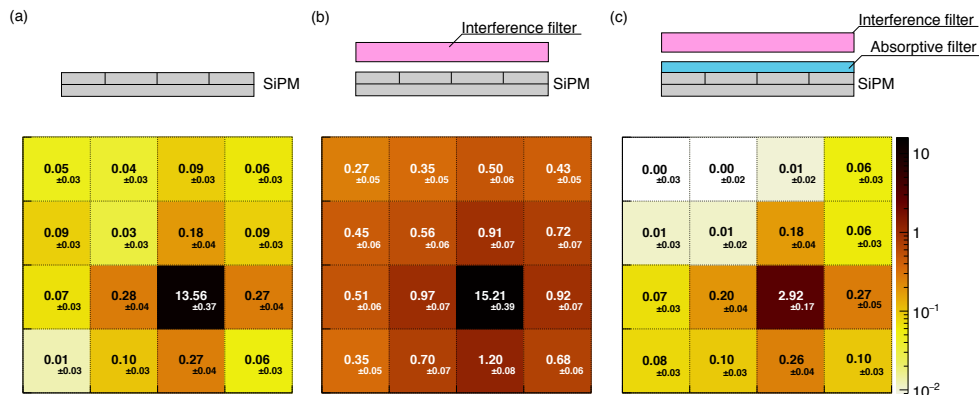 (a)
(b)
(c)
Interference filter
Interference filter
Absorptive filter
SiPM
SiPM
SiPM
0.05 ±0.03 0.04 ±0.03 0.09 ±0.03 0.06 ±0.03
0.09 ±0.03 0.03 ±0.03 0.18 ±0.04 0.09 ±0.03
0.07 ±0.03 0.28 ±0.04 13.56 ±0.37 0.27 ±0.04
0.01 ±0.03 0.10 ±0.03 0.27 ±0.04 0.06 ±0.03
0.27 ±0.05 0.35 ±0.05 0.50 ±0.06 0.43 ±0.05
0.45 ±0.06 0.56 ±0.06 0.91 ±0.07 0.72 ±0.07
0.51 ±0.06 0.97 ±0.07 15.21 ±0.39 0.92 ±0.07
0.35 ±0.05 0.70 ±0.07 1.20 ±0.08 0.68 ±0.06
0.00 ±0.03 0.00 ±0.02 0.01 ±0.02 0.06 ±0.03
0.01 ±0.03 0.01 ±0.02 0.18 ±0.04 0.06 ±0.03
0.07 ±0.03 0.20 ±0.04 2.92 ±0.17 0.27 ±0.05
0.08 ±0.03 0.10 ±0.03 0.26 ±0.04 0.10 ±0.03
10
1
10⁻¹
10⁻²